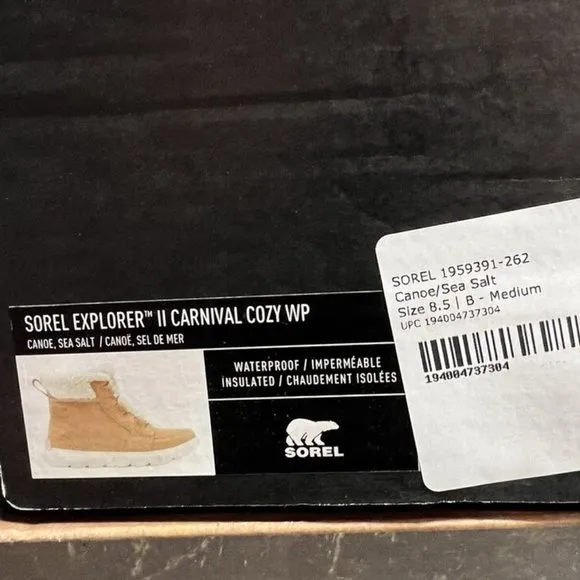 SOREL EXPLORER™ II CARNIVAL COZY WP
CANOE, SEA SALT / CANOË, SEL DE MER
WATERPROOF / IMPERMÉABLE
INSULATED / CHAUDEMENT ISOLÉES
SOREL
SOREL 1959391-262
Canoe/Sea Salt
Size 8.5 | B - Medium
UPC 194004737304
194004737304